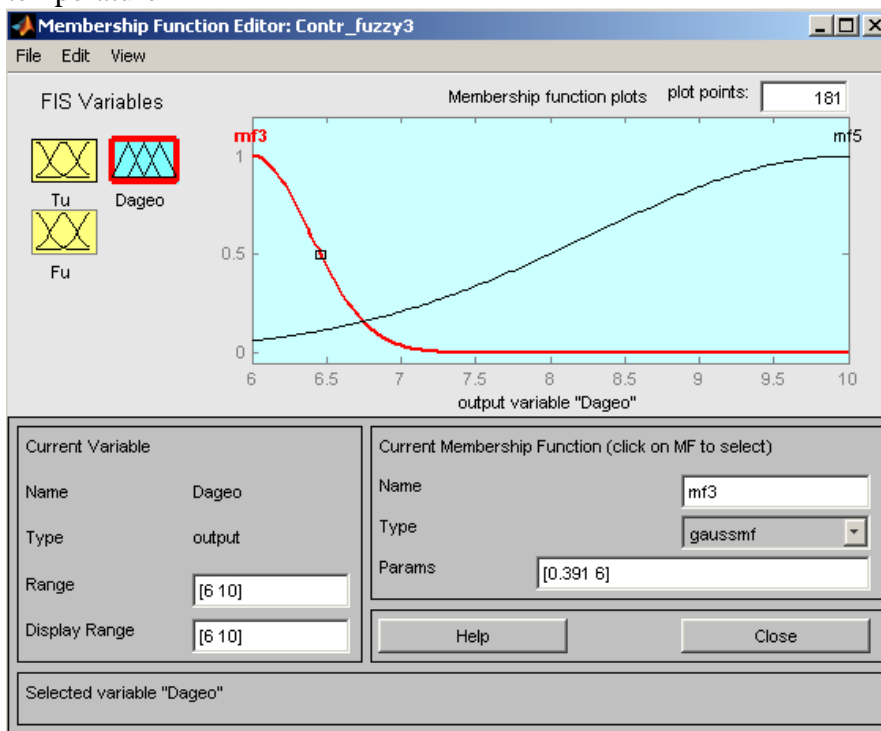 temperature
Membership Function Editor: Contr_fuzzy3
File Edit View
FIS Variables
Membership function plots plot points: 181
mf3 mf5
1
0.5
0
6 6.5 7 7.5 8 8.5 9 9.5 10
output variable "Dageo"
Tu Dageo
Fu
Current Variable
Name Dageo
Type output
Range [6 10]
Display Range [6 10]
Current Membership Function (click on MF to select)
Name mf3
Type gaussmf
Params [0.391 6]
Help Close
Selected variable "Dageo"